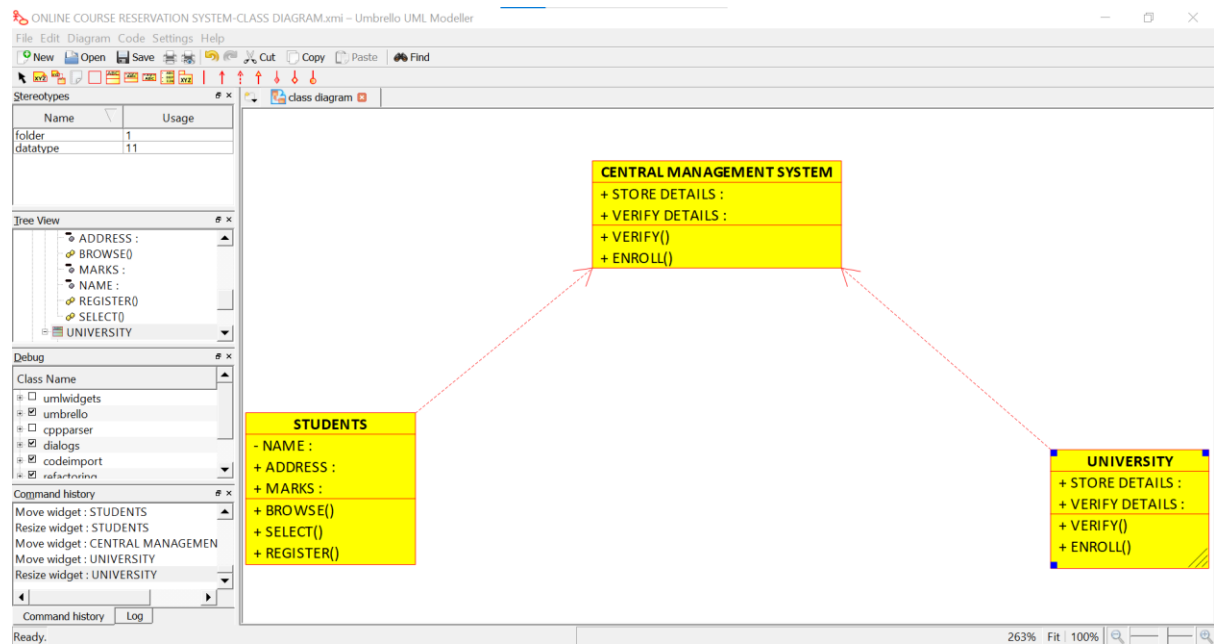 ONLINE COURSE RESERVATION SYSTEM-CLASS DIAGRAM.xmi – Umbrello UML Modeller
File Edit Diagram Code Settings Help
New Open Save Cut Copy Paste Find
Stereotypes
Name Usage
folder 1
datatype 11
Tree View
ADDRESS :
BROWSE()
MARKS :
NAME :
REGISTER()
SELECT()
UNIVERSITY
Debug
Class Name
umlwidgets
umbrello
cppparser
dialogs
codeimport
refactoring
Command history
Move widget : STUDENTS
Resize widget : STUDENTS
Move widget : CENTRAL MANAGEMEN
Move widget : UNIVERSITY
Resize widget : UNIVERSITY
Command history Log
Ready.
class diagram
CENTRAL MANAGEMENT SYSTEM
+ STORE DETAILS :
+ VERIFY DETAILS :
+ VERIFY()
+ ENROLL()
STUDENTS
- NAME :
+ ADDRESS :
+ MARKS :
+ BROWSE()
+ SELECT()
+ REGISTER()
UNIVERSITY
+ STORE DETAILS :
+ VERIFY DETAILS :
+ VERIFY()
+ ENROLL()
263% Fit 100%